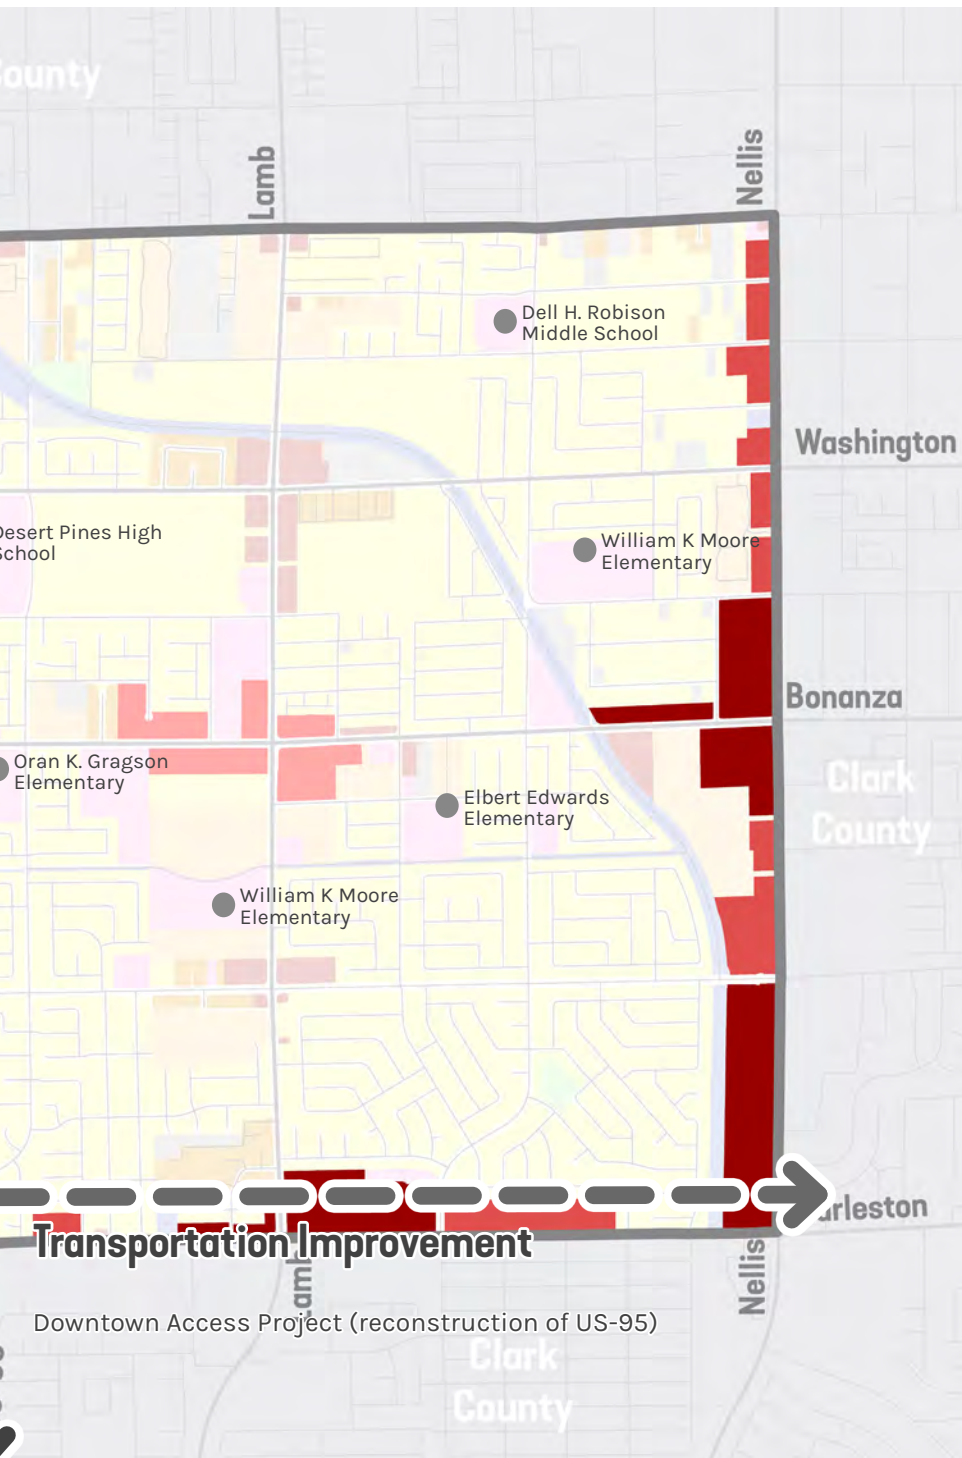 County
Lamb
Nellis
Dell H. Robison
Middle School
Washington
Desert Pines High
School
William K Moore
Elementary
Bonanza
Oran K. Gragson
Elementary
Clark
County
Elbert Edwards
Elementary
William K Moore
Elementary
arleston
Transportation Improvement
Lamb
Nellis
Downtown Access Project (reconstruction of US-95)
Clark
County